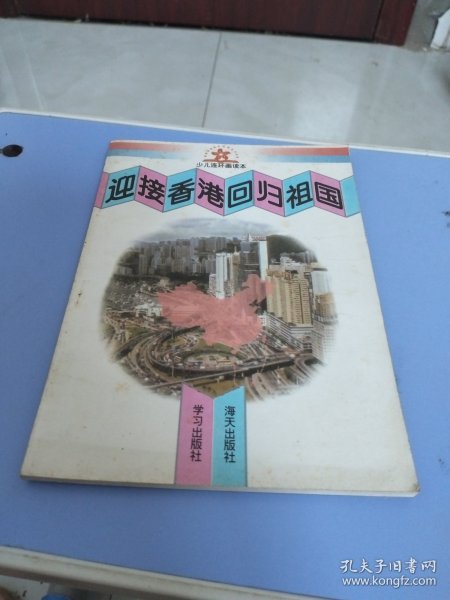 少儿连环画读本
迎接香港回归祖国
学习出版社
海天出版社
孔夫子旧书网
www.kongfz.com